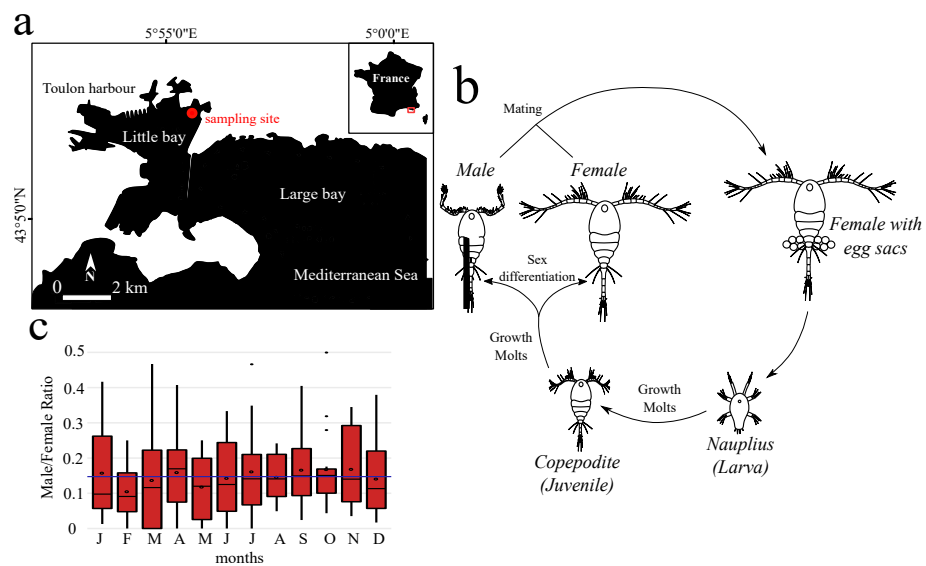 a
5°55'0"E
5°0'0"E
43°5'0"N
Toulon harbour
France
sampling site
Little bay
Large bay
Mediterranean Sea
N
0
2 km
b
Mating
Male
Female
Female with
egg sacs
Sex
differentiation
Growth
Molts
Growth
Molts
Copepodite
(Juvenile)
Nauplius
(Larva)
c
Male/Female Ratio
0.5
0.4
0.3
0.2
0.1
0
J F M A M J J A S O N D
months